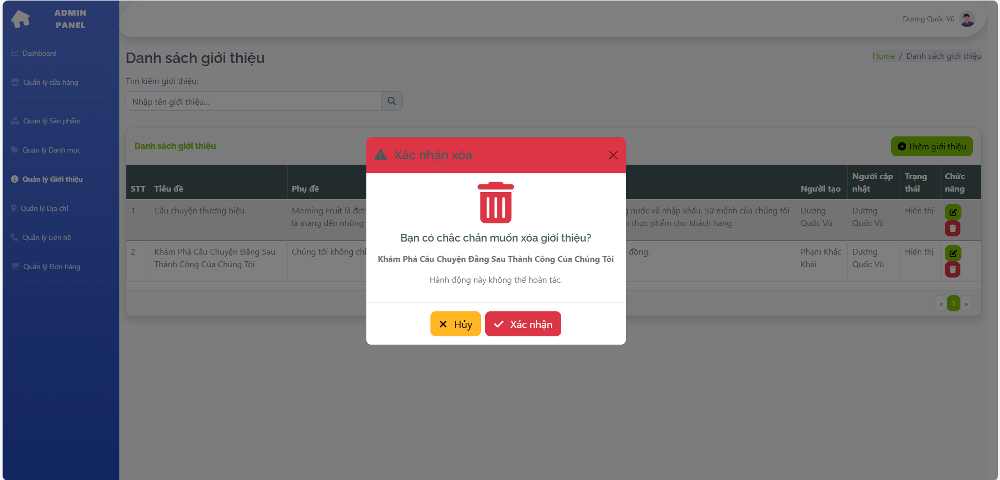 ADMIN
PANEL
Dashboard
Quản lý cửa hàng
Quản lý Sản phẩm
Quản lý Danh mục
Quản lý Giới thiệu
Quản lý Địa chỉ
Quản lý Liên hệ
Quản lý Đơn hàng
Dương Quốc Vũ
Danh sách giới thiệu
Home / Danh sách giới thiệu
Tìm kiếm giới thiệu:
Nhập tên giới thiệu...
Danh sách giới thiệu
Thêm giới thiệu
STT Tiêu đề Phụ đề Người tạo Người cập nhật Trạng thái Chức năng
1 Câu chuyện thương hiệu Morning Fruit là đơn nước và nhập khẩu. Sứ mệnh của chúng tôi Dương Dương Hiển thị
là mang đến những thực phẩm cho khách hàng. Quốc Vũ Quốc Vũ
2 Khám Phá Câu Chuyện Đằng Sau Chúng tôi không chỉ đồng. Phạm Khắc Dương Hiển thị
Thành Công Của Chúng Tôi Khải Quốc Vũ
« 1 »
Xác nhận xóa
Bạn có chắc chắn muốn xóa giới thiệu?
Khám Phá Câu Chuyện Đằng Sau Thành Công Của Chúng Tôi
Hành động này không thể hoàn tác.
Hủy
Xác nhận